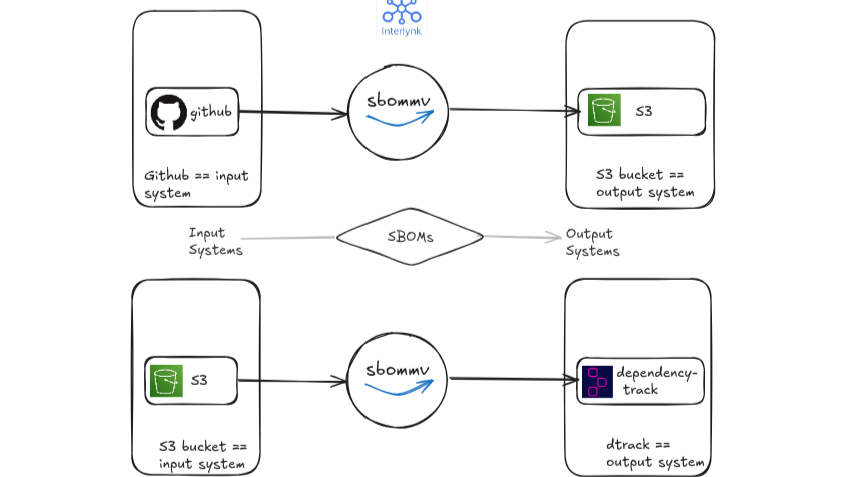 Interlynk
github
sbommv
S3
Github == input
system
S3 bucket ==
output system
Input
Systems
SBOMs
Output
Systems
S3
sbommv
dependency-
track
S3 bucket ==
input system
dtrack ==
output system